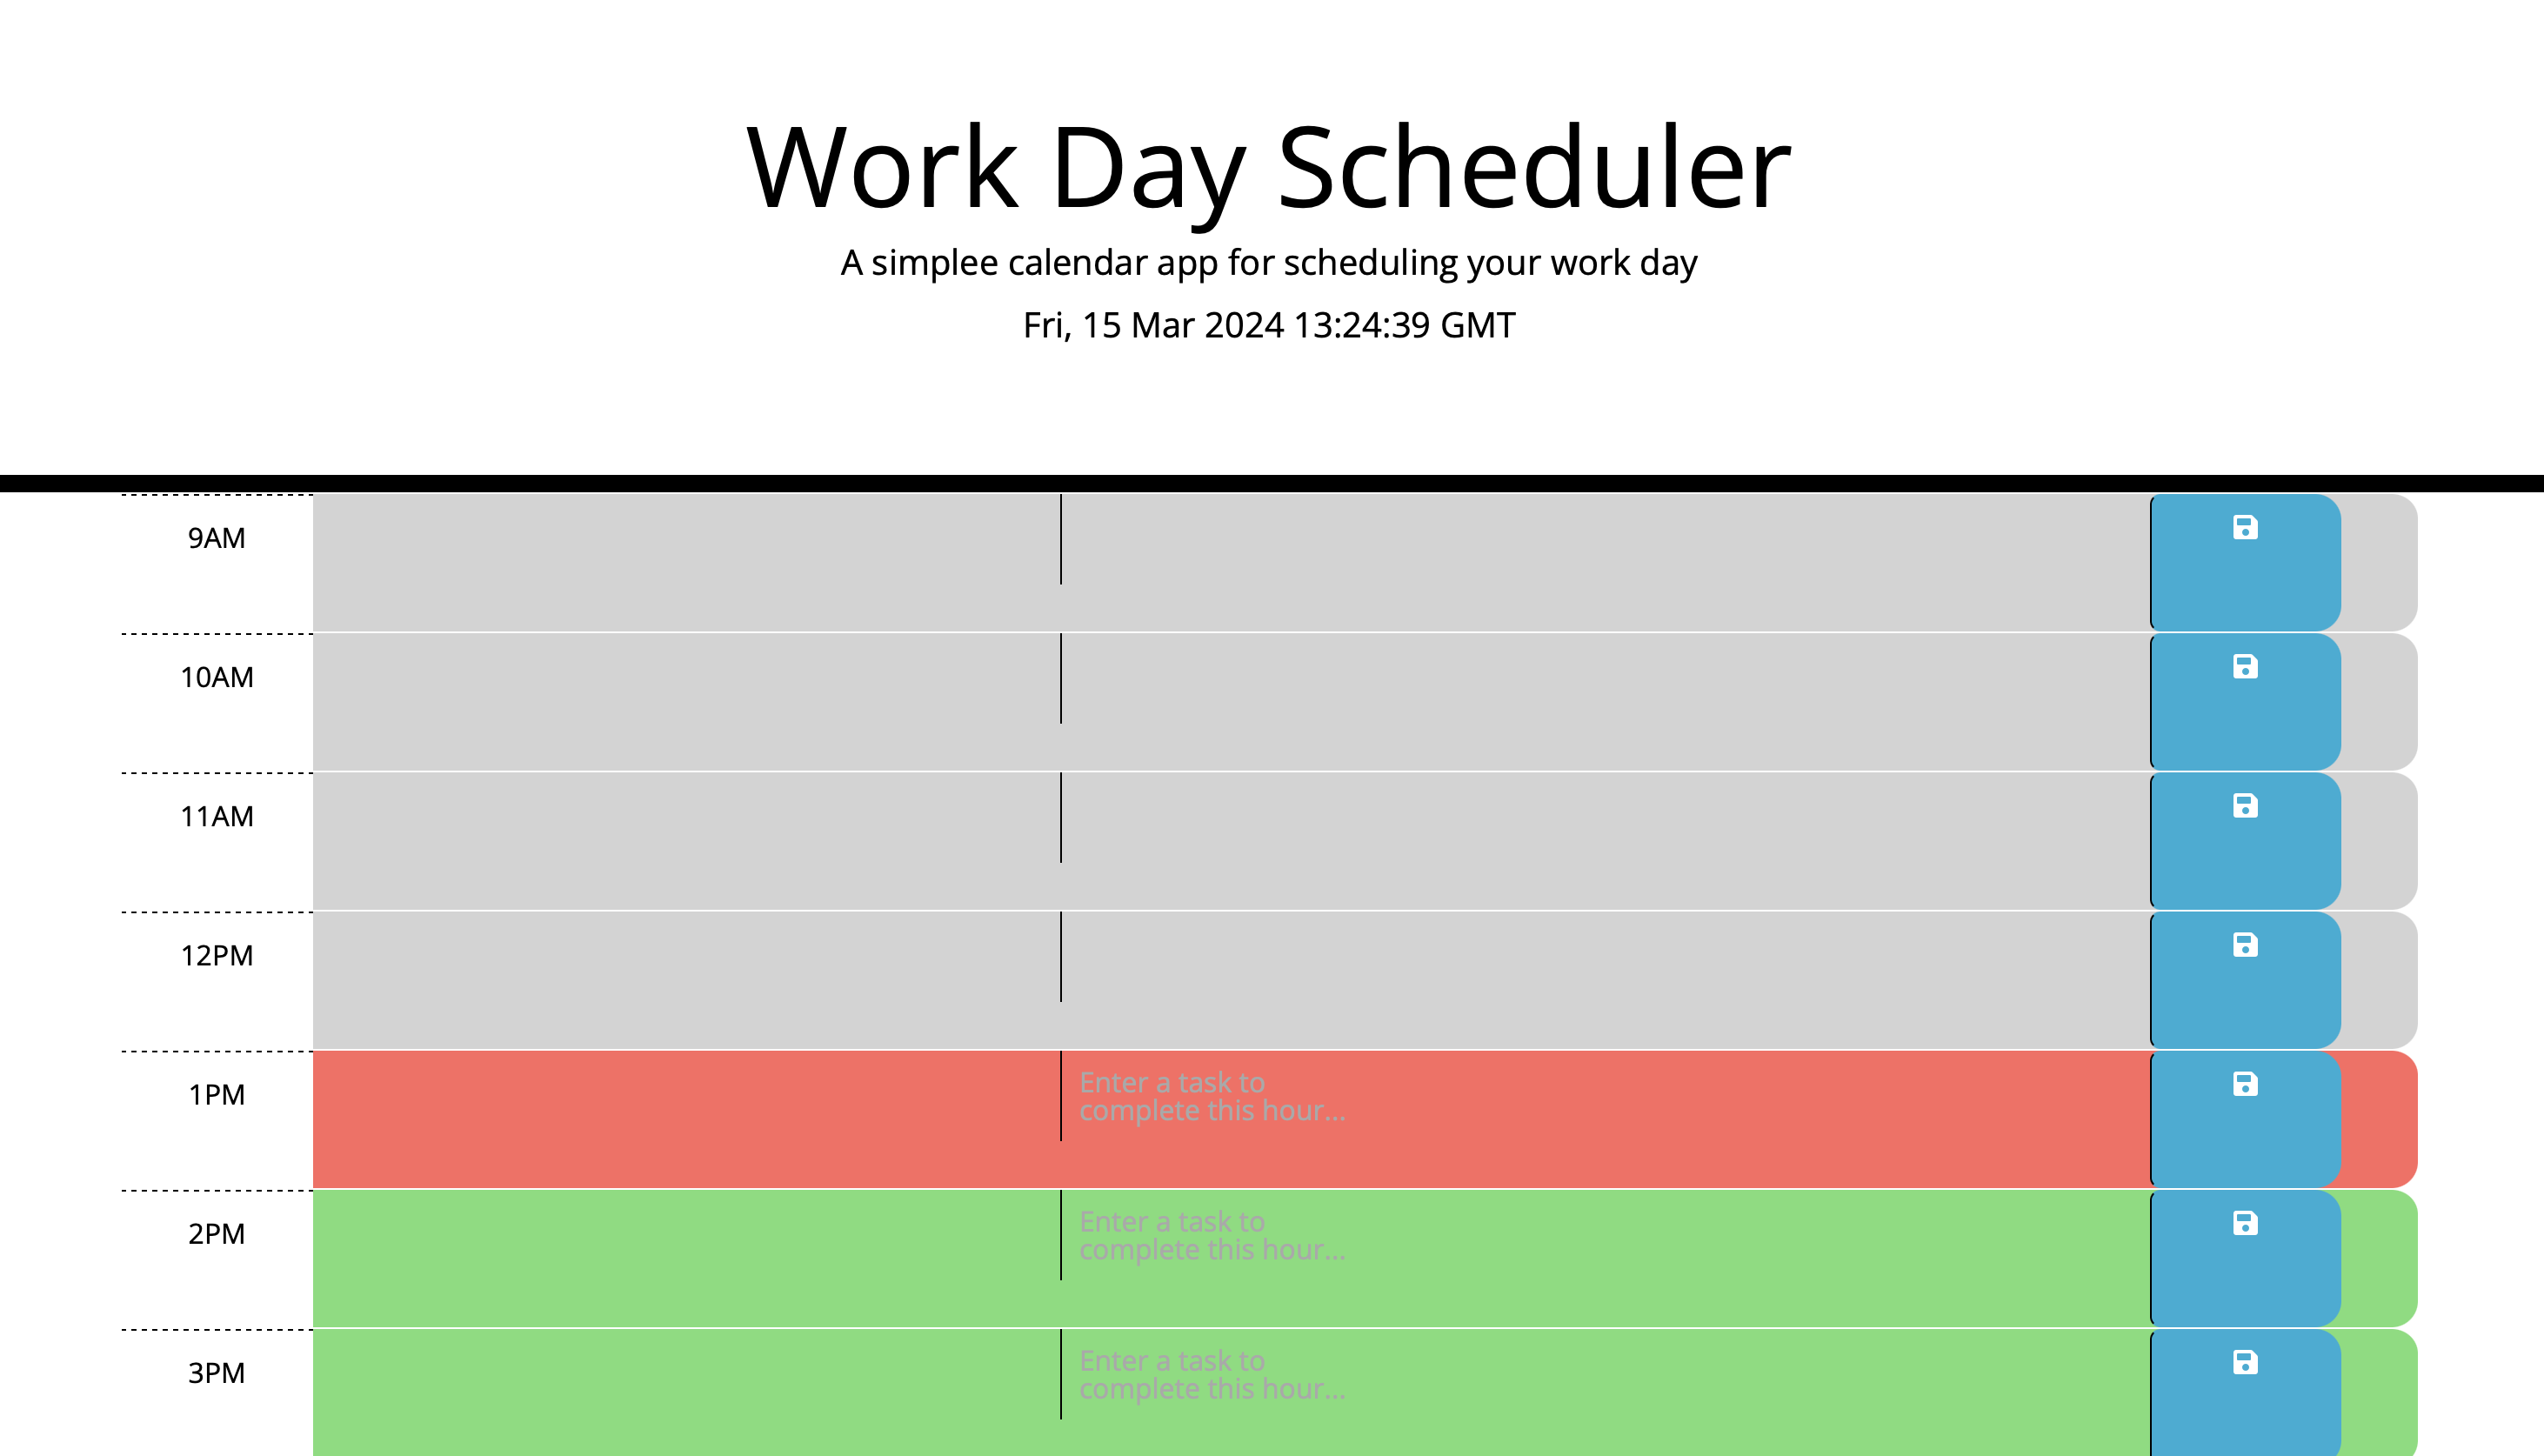 Work Day Scheduler
A simplee calendar app for scheduling your work day
Fri, 15 Mar 2024 13:24:39 GMT
9AM
10AM
11AM
12PM
1PM
Enter a task to
complete this hour...
2PM
Enter a task to
complete this hour...
3PM
Enter a task to
complete this hour...